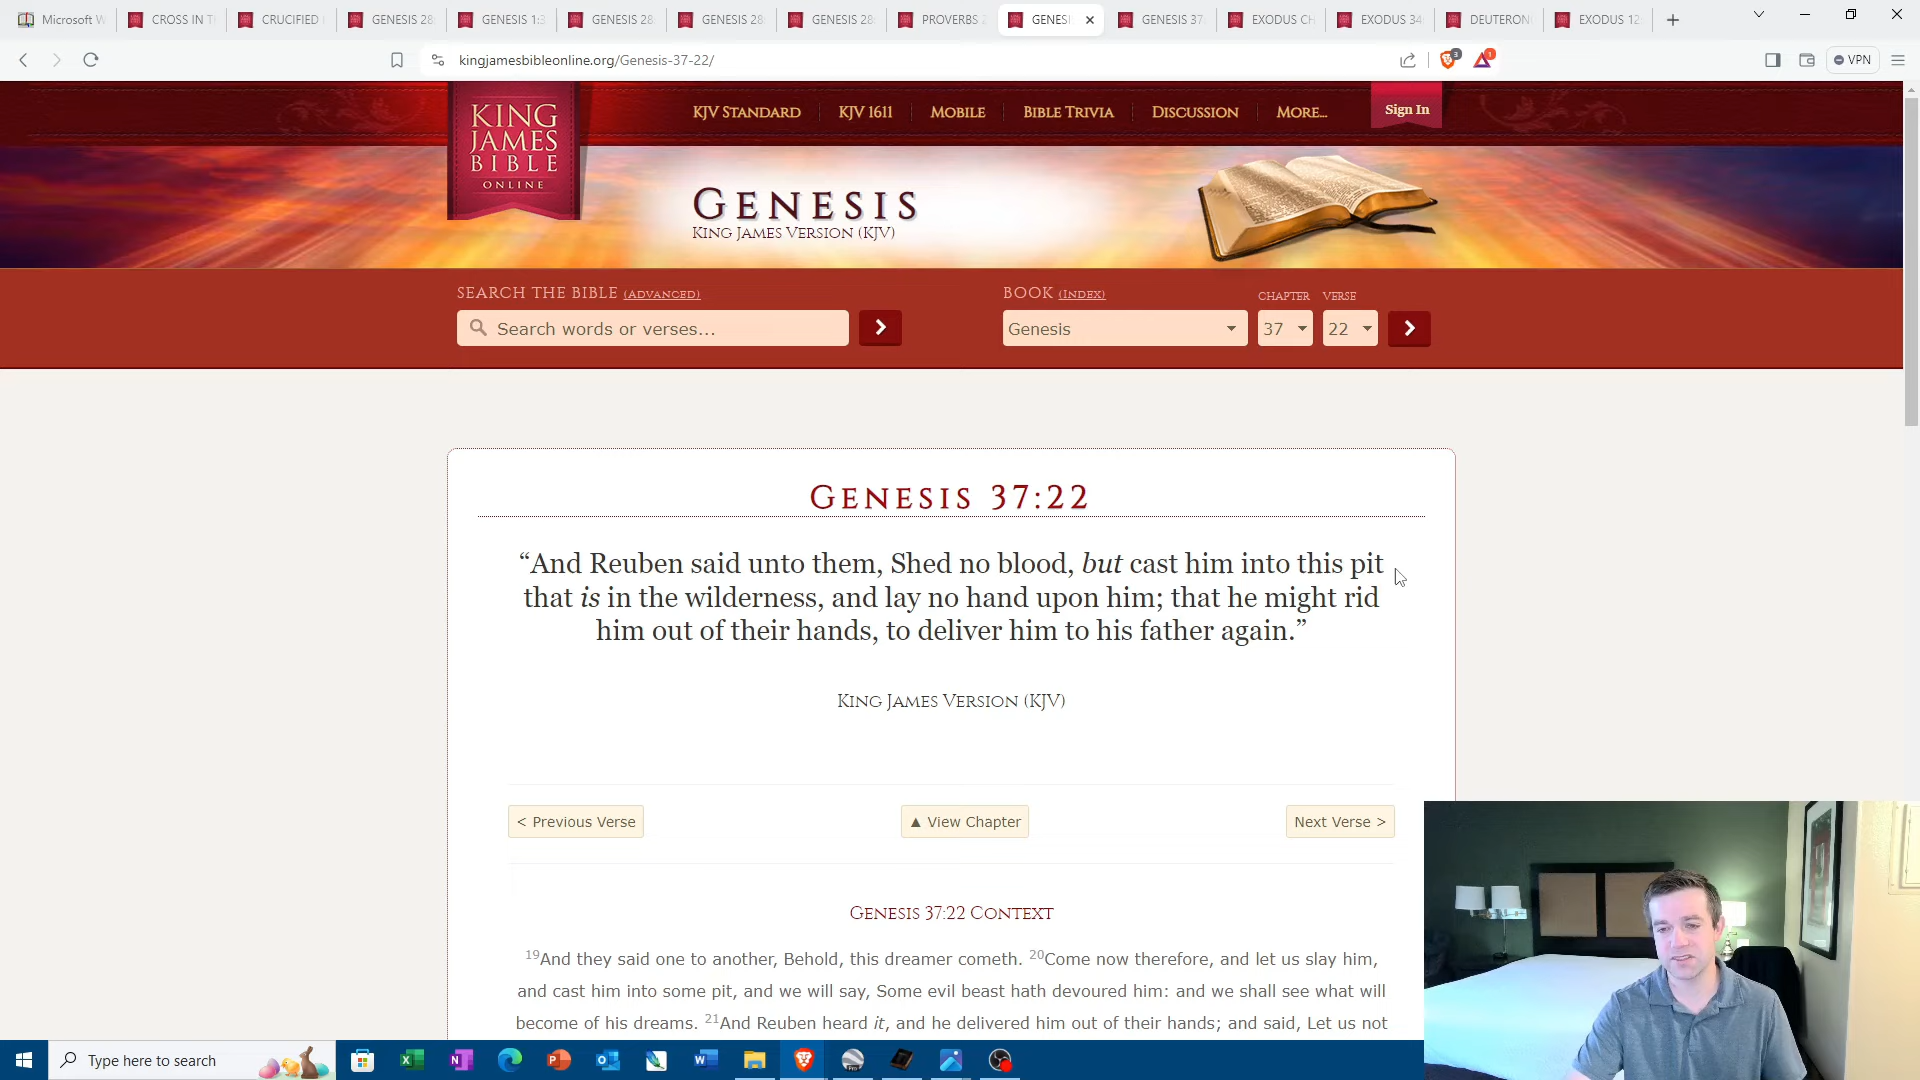 Microsoft W
CROSS IN T
CRUCIFIED
GENESIS 28
GENESIS 1:3
GENESIS 28
GENESIS 28
GENESIS 28
PROVERBS 2
GENESI
GENESIS 37
EXODUS CH
EXODUS 34
DEUTERON
EXODUS 12
kingjamesbibleonline.org/Genesis-37-22/
3
1
VPN
KING
JAMES
BIBLE
ONLINE
KJV STANDARD
KJV 1611
MOBILE
BIBLE TRIVIA
DISCUSSION
MORE...
Sign In
GENESIS
KING JAMES VERSION (KJV)
SEARCH THE BIBLE (ADVANCED)
BOOK (INDEX)
CHAPTER
VERSE
Search words or verses...
Genesis
37
22
GENESIS 37:22
“And Reuben said unto them, Shed no blood, but cast him into this pit
that is in the wilderness, and lay no hand upon him; that he might rid
him out of their hands, to deliver him to his father again.”
KING JAMES VERSION (KJV)
< Previous Verse
▲ View Chapter
Next Verse >
GENESIS 37:22 CONTEXT
19And they said one to another, Behold, this dreamer cometh. 20Come now therefore, and let us slay him,
and cast him into some pit, and we will say, Some evil beast hath devoured him: and we shall see what will
become of his dreams. 21And Reuben heard it, and he delivered him out of their hands; and said, Let us not
Type here to search